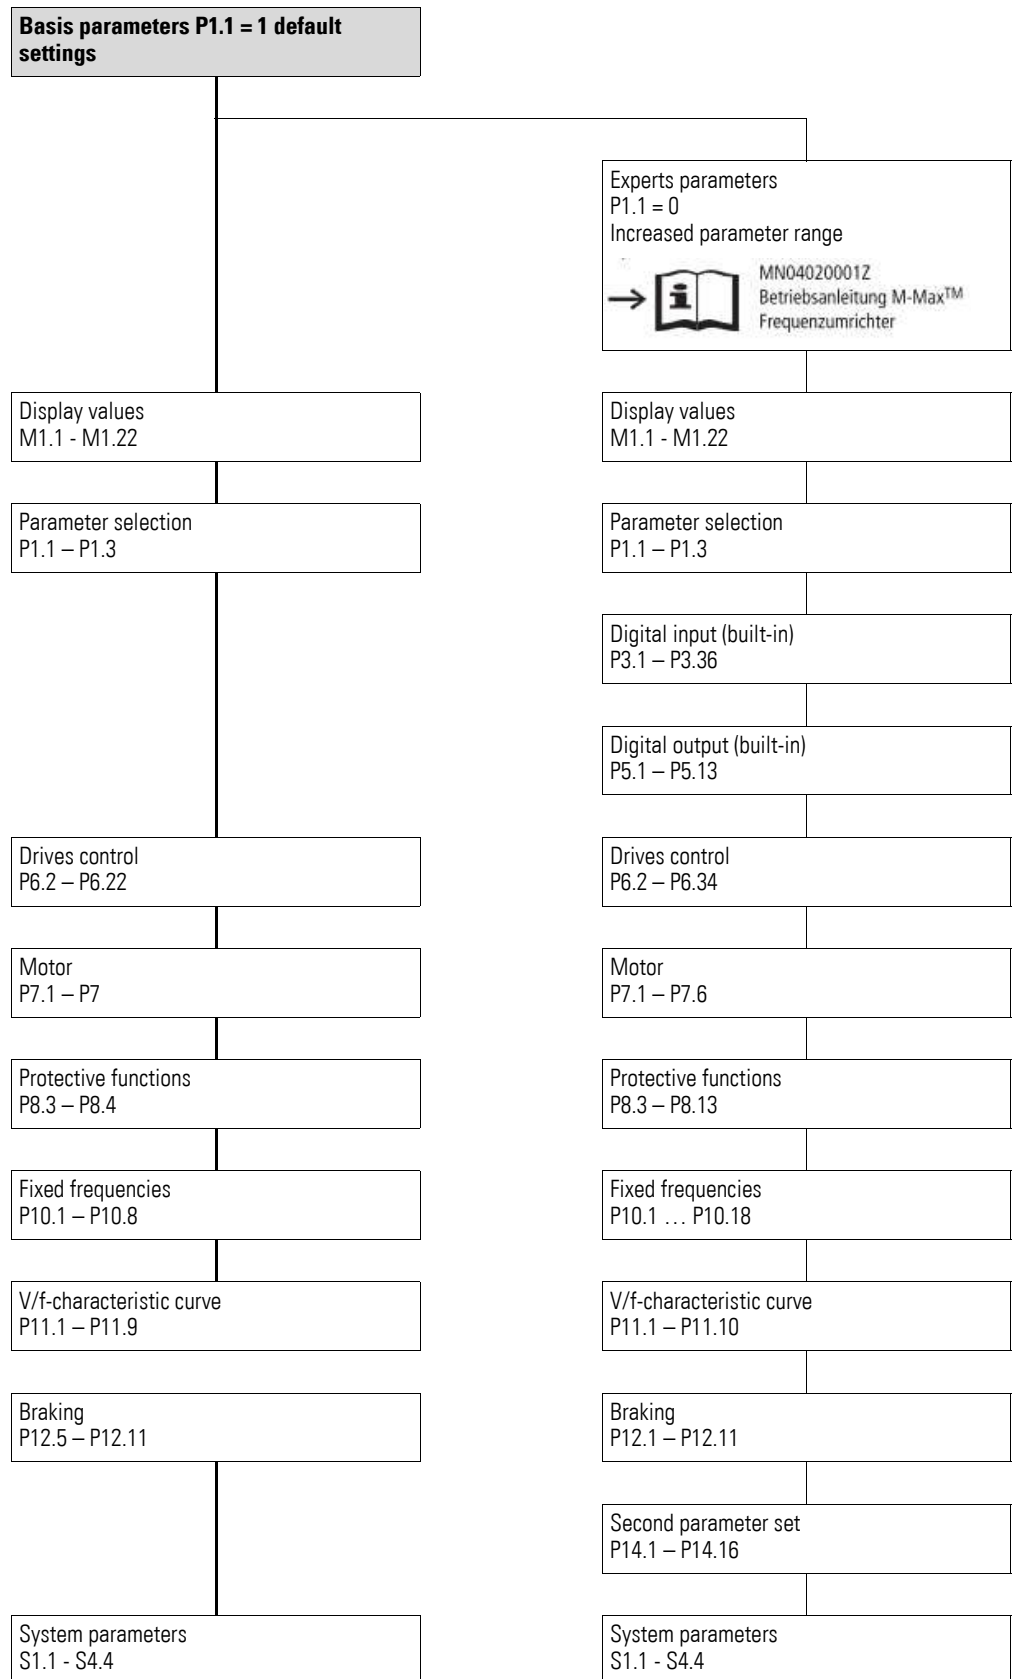 Basis parameters P1.1 = 1 default
settings
Experts parameters
P1.1 = 0
Increased parameter range
MN04020001Z
Betriebsanleitung M-Max™
Frequenzumrichter
Display values
M1.1 - M1.22
Display values
M1.1 - M1.22
Parameter selection
P1.1 – P1.3
Parameter selection
P1.1 – P1.3
Digital input (built-in)
P3.1 – P3.36
Digital output (built-in)
P5.1 – P5.13
Drives control
P6.2 – P6.22
Drives control
P6.2 – P6.34
Motor
P7.1 – P7
Motor
P7.1 – P7.6
Protective functions
P8.3 – P8.4
Protective functions
P8.3 – P8.13
Fixed frequencies
P10.1 – P10.8
Fixed frequencies
P10.1 … P10.18
V/f-characteristic curve
P11.1 – P11.9
V/f-characteristic curve
P11.1 – P11.10
Braking
P12.5 – P12.11
Braking
P12.1 – P12.11
Second parameter set
P14.1 – P14.16
System parameters
S1.1 - S4.4
System parameters
S1.1 - S4.4